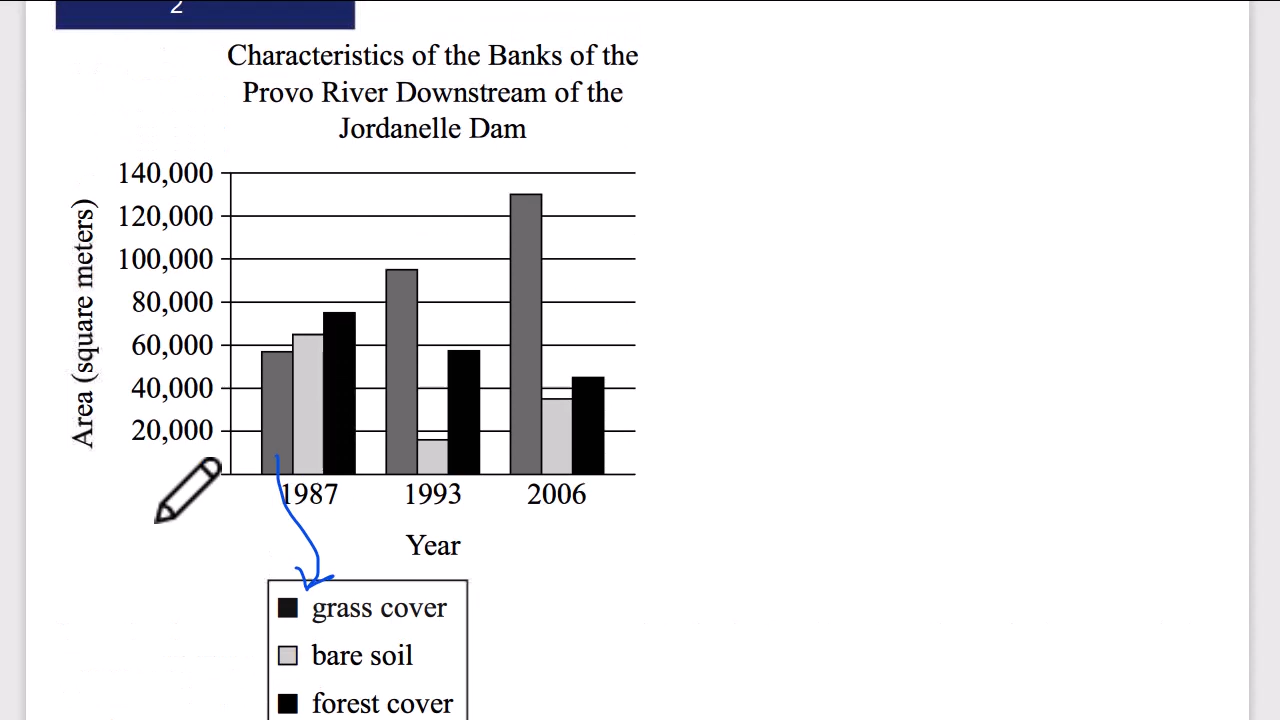 2
Characteristics of the Banks of the
Provo River Downstream of the
Jordanelle Dam
Area (square meters)
140,000
120,000
100,000
80,000
60,000
40,000
20,000
1987 1993 2006
Year
grass cover
bare soil
forest cover